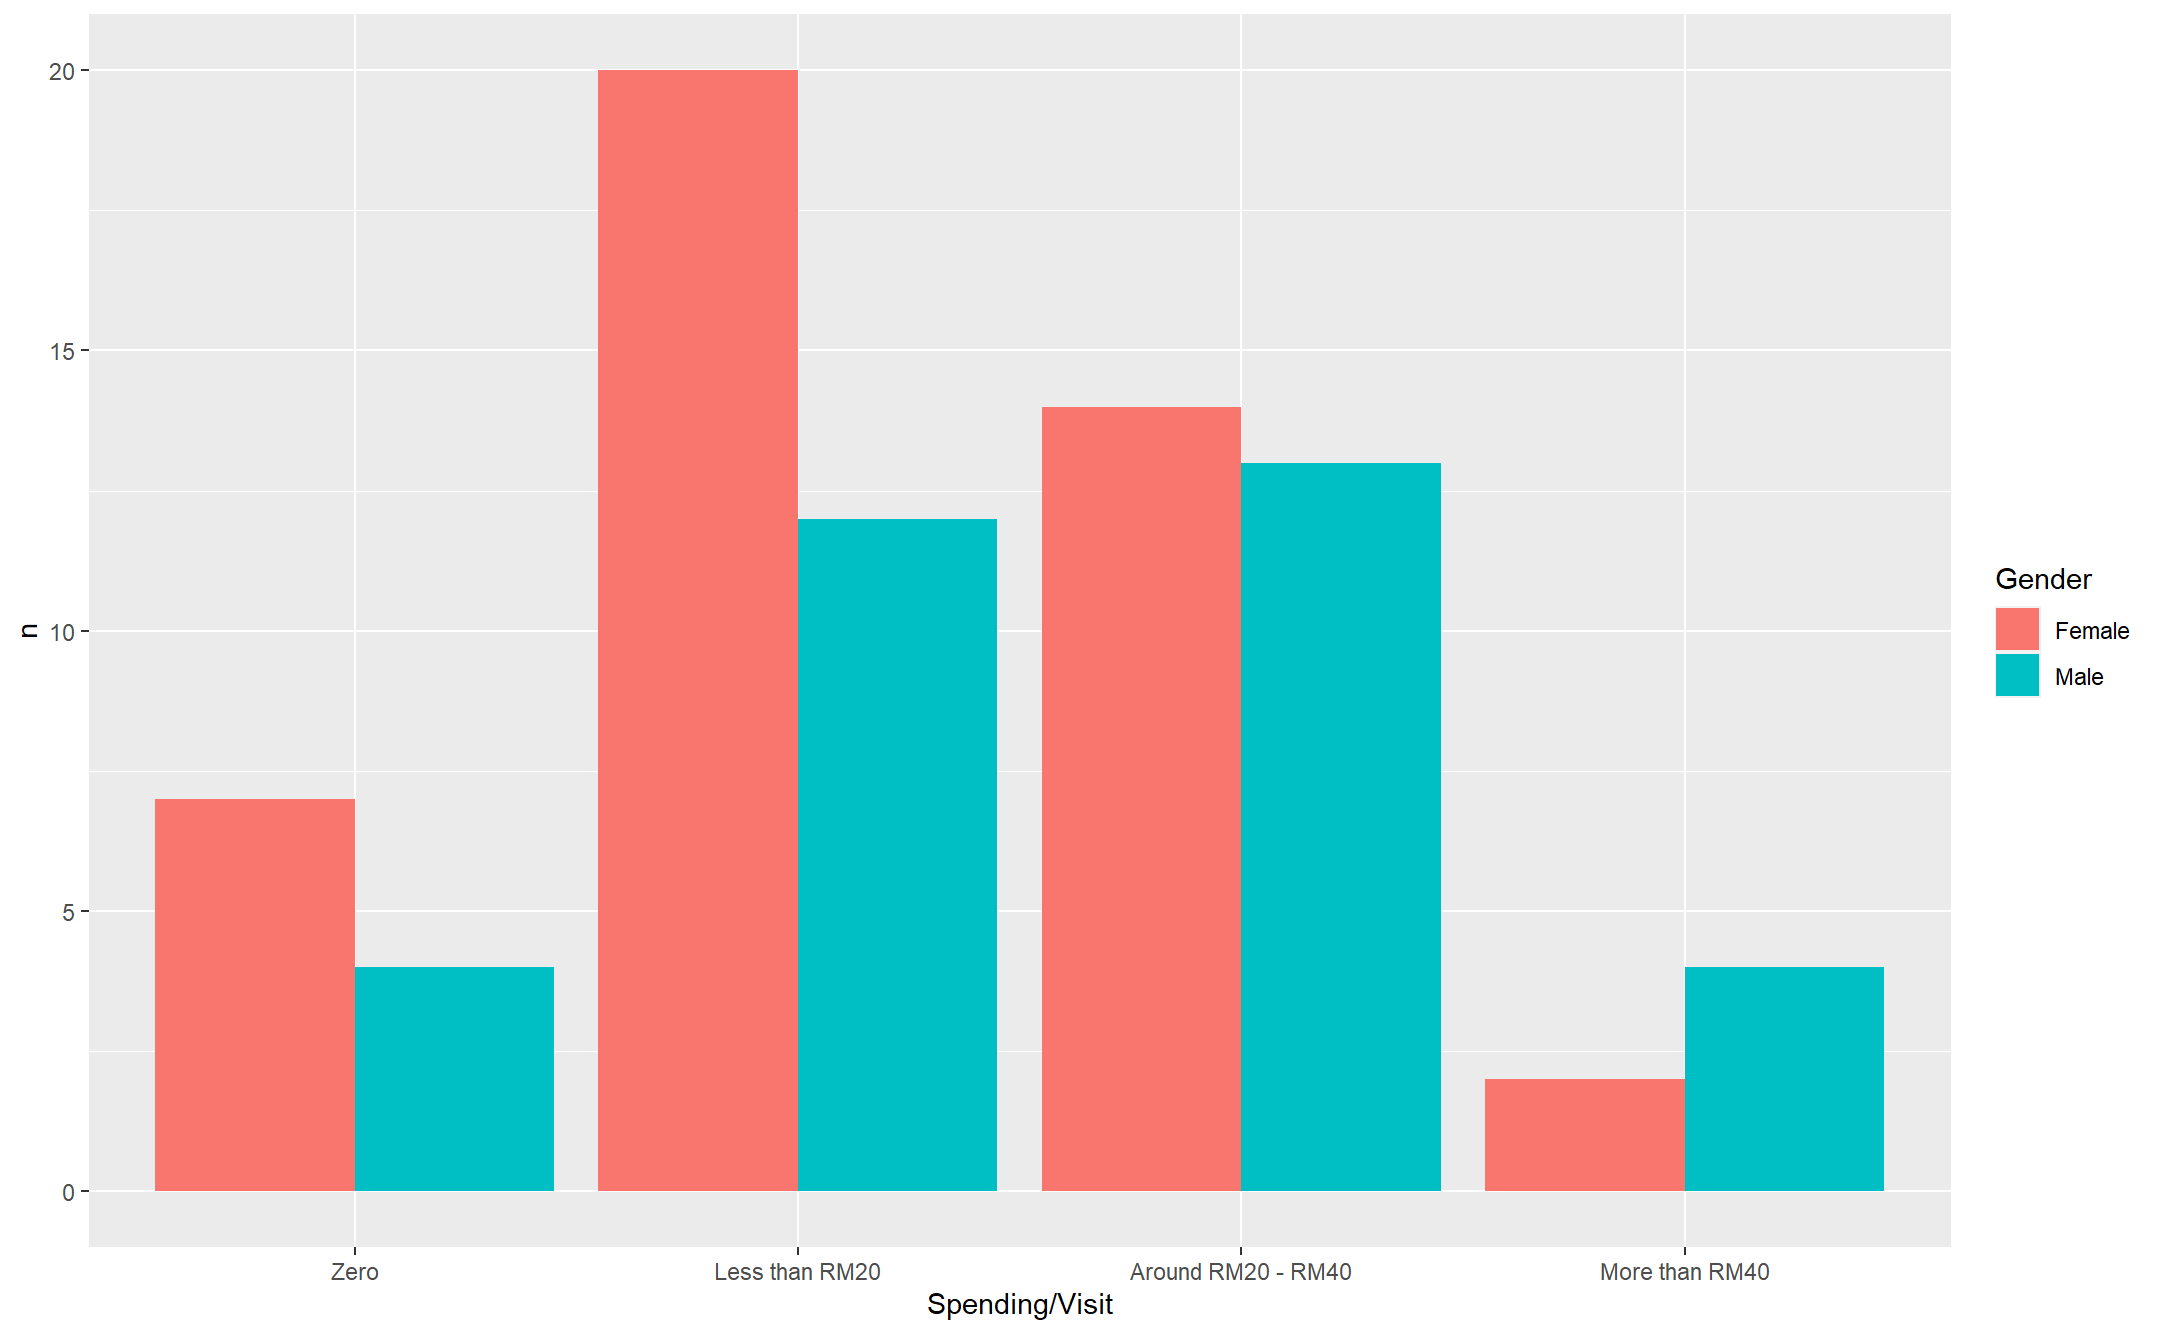 20
15
10
5
0
n
Zero
Less than RM20
Around RM20 - RM40
More than RM40
Spending/Visit
Gender
Female
Male